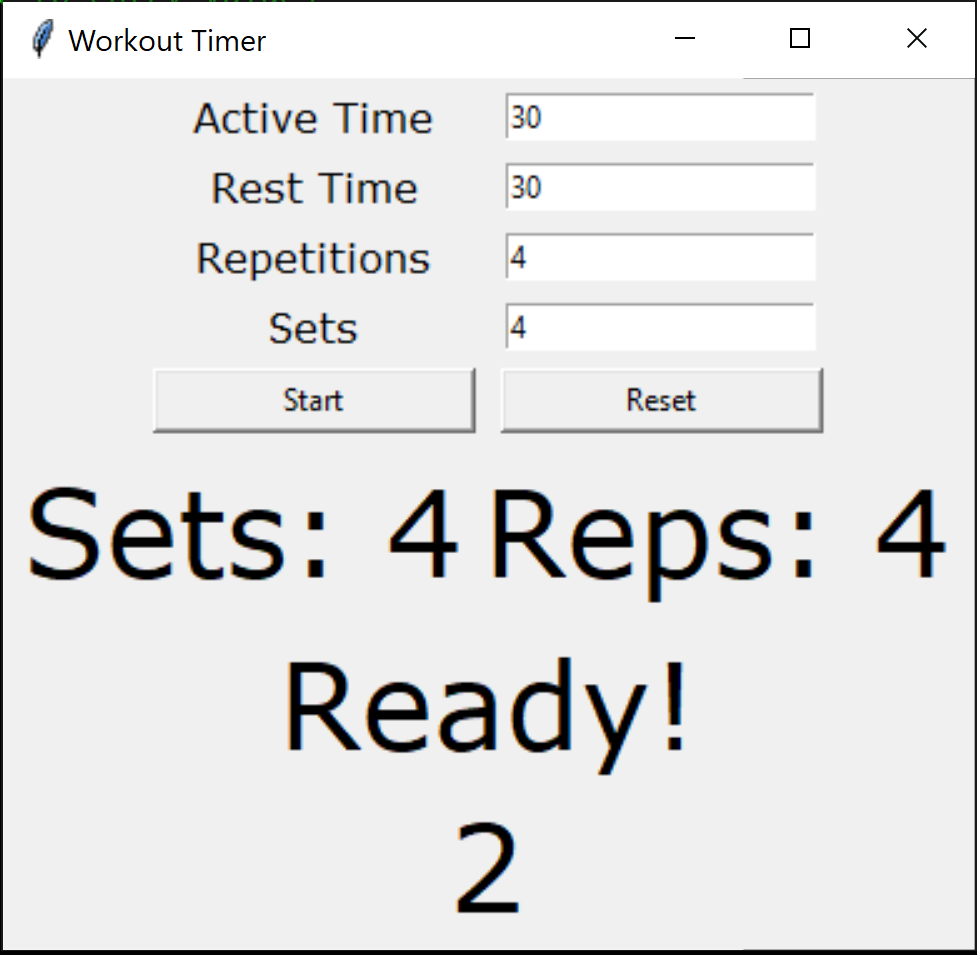 Workout Timer
Active Time 30
Rest Time 30
Repetitions 4
Sets 4
Start Reset
Sets: 4 Reps: 4
Ready!
2